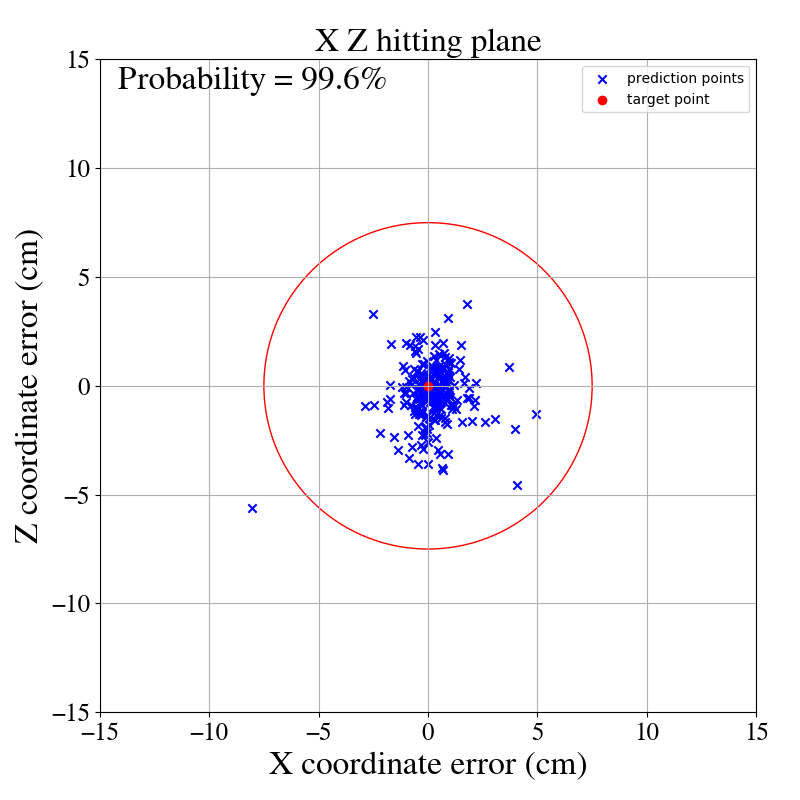 X Z hitting plane
Probability = 99.6%
prediction points
target point
Z coordinate error (cm)
15
10
5
0
−5
−10
−15
−15
−10
−5
0
5
10
15
X coordinate error (cm)